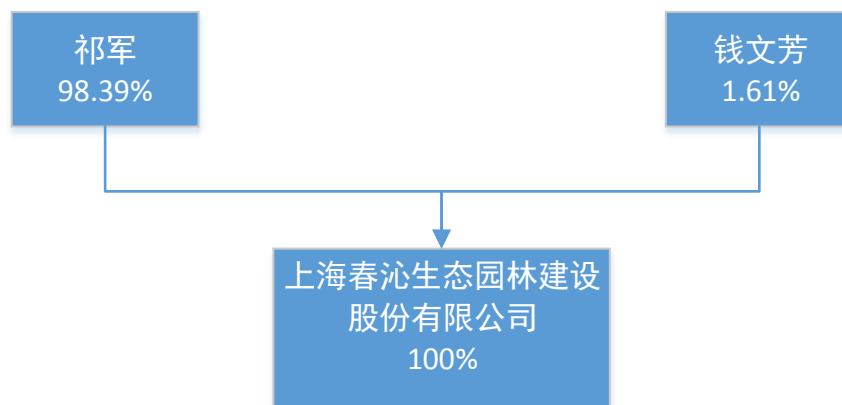 祁军
98.39%
钱文芳
1.61%
上海春沁生态园林建设
股份有限公司
100%